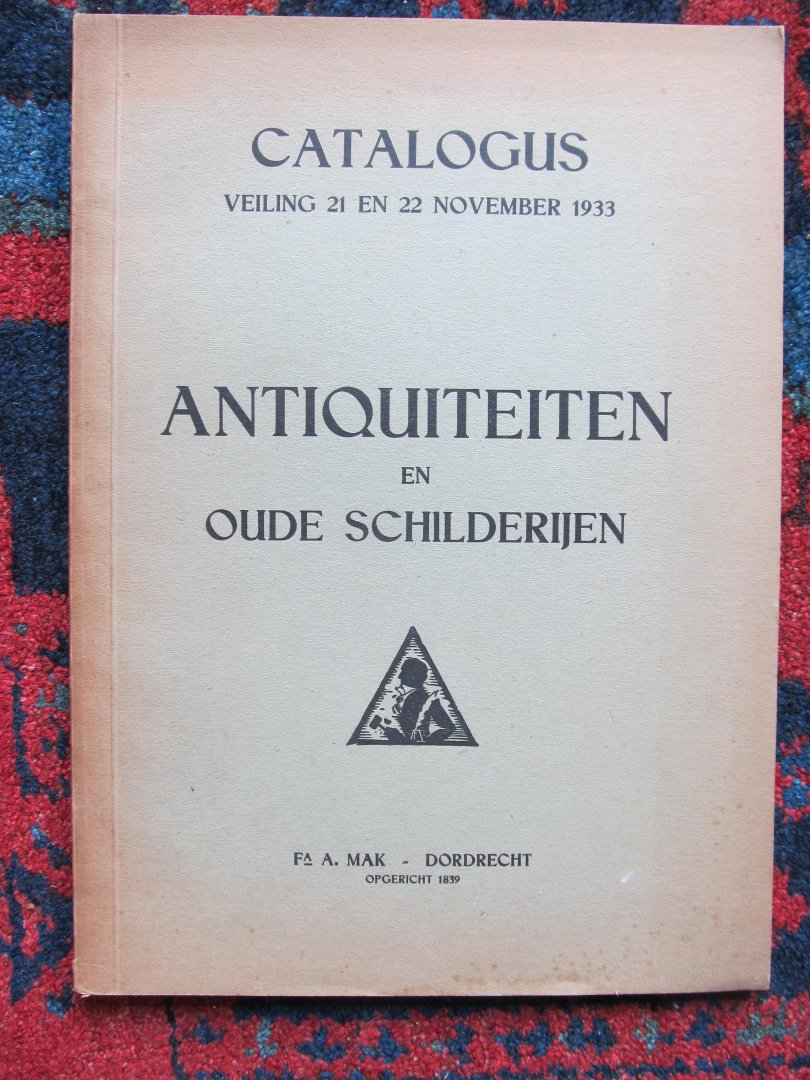 CATALOGUS
VEILING 21 EN 22 NOVEMBER 1933
ANTIQUITEITEN
EN
OUDE SCHILDERIJEN
FA A. MAK - DORDRECHT
OPGERICHT 1839